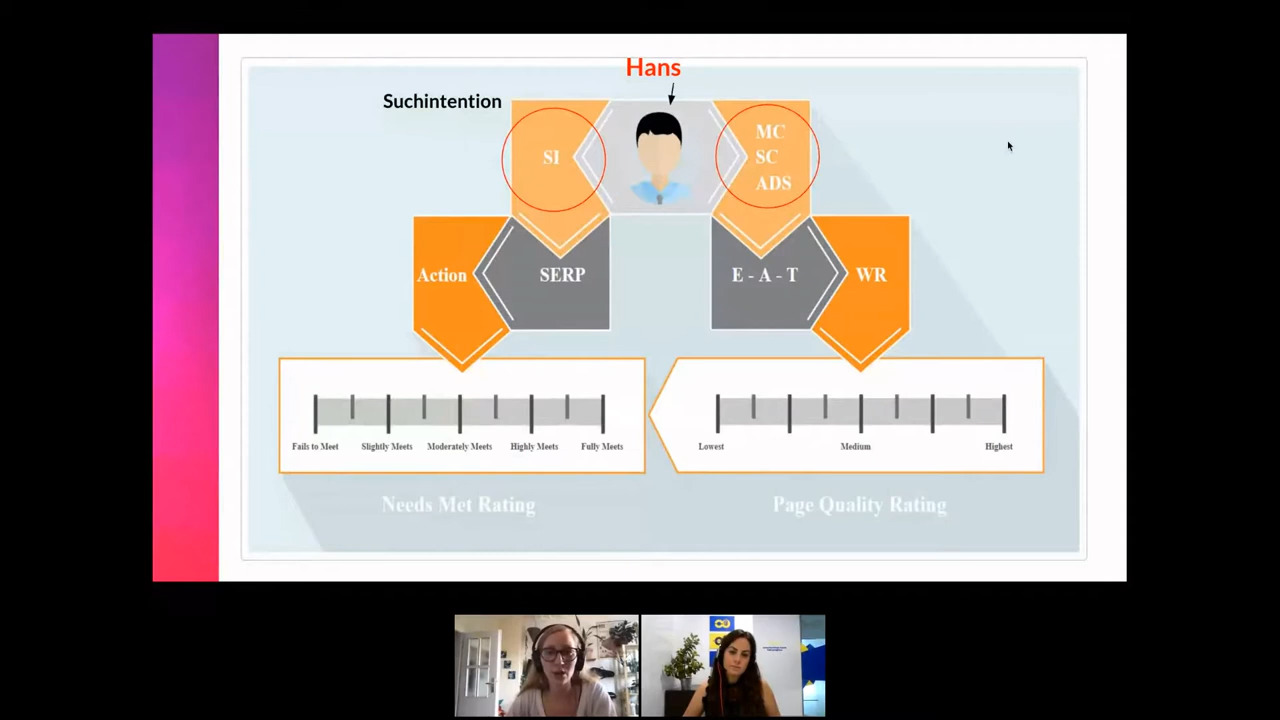 Hans
Suchintention
SI
MC
SC
ADS
Action
SERP
E - A - T
WR
Fails to Meet
Slightly Meets
Moderately Meets
Highly Meets
Fully Meets
Lowest
Medium
Highest
Needs Met Rating
Page Quality Rating